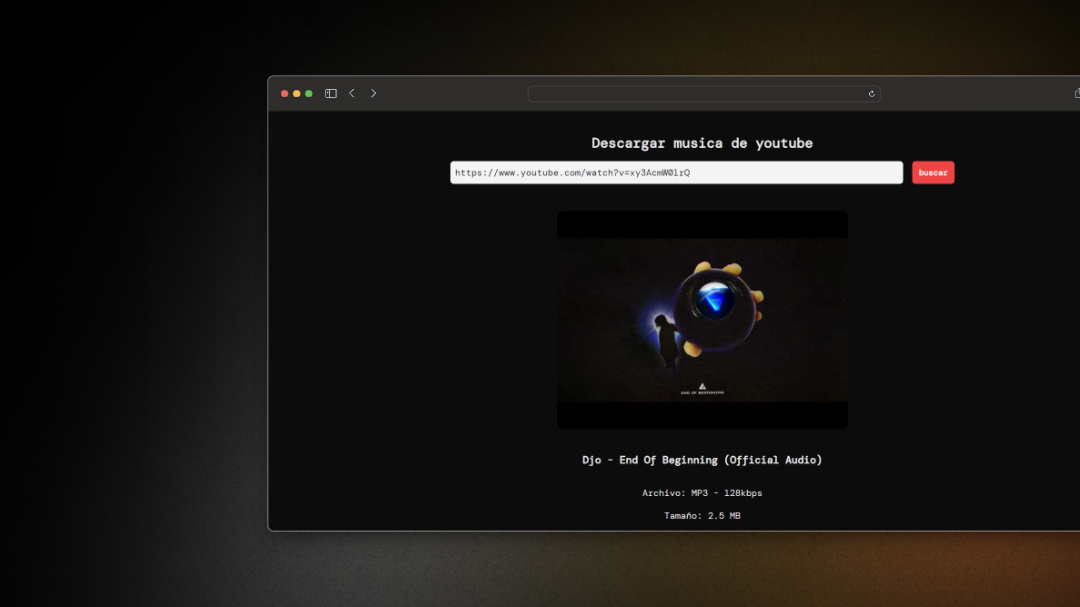 Descargar musica de youtube
https://www.youtube.com/watch?v=xy3AcmW0lrQ
buscar
END OF BEGINNING
Djo - End Of Beginning (Official Audio)
Archivo: MP3 - 128kbps
Tamaño: 2.5 MB